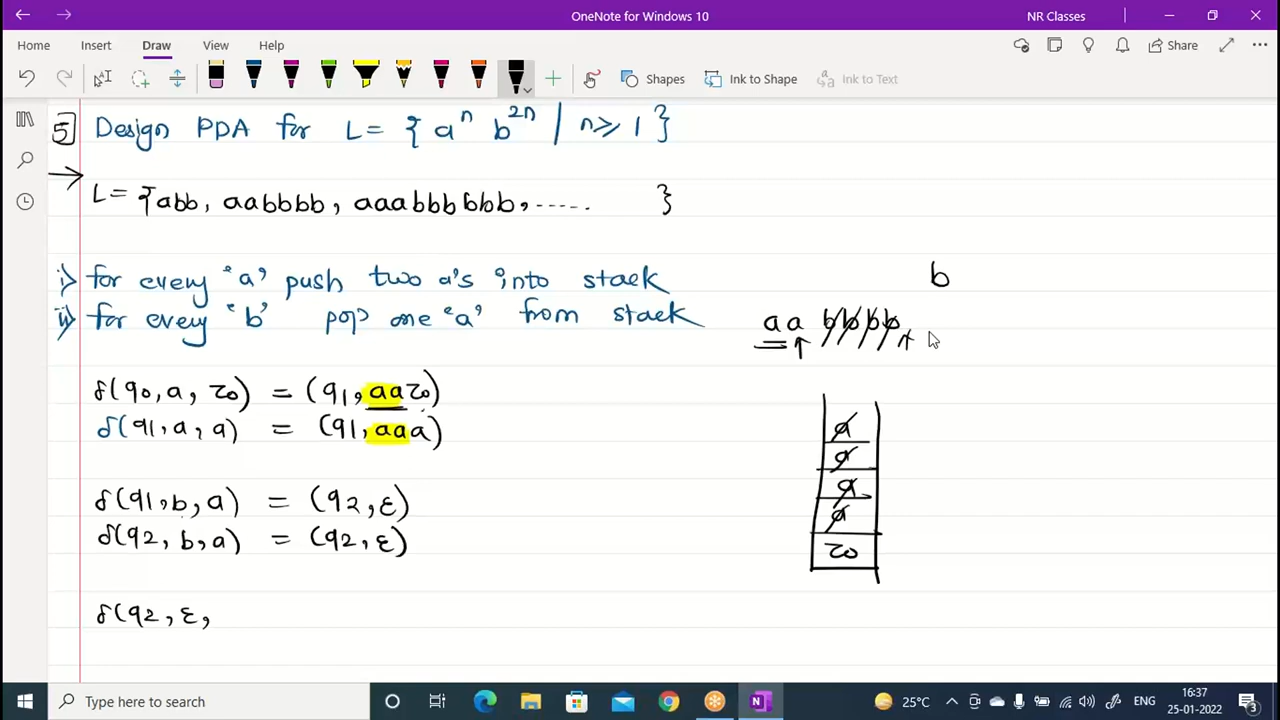 OneNote for Windows 10
NR Classes
Home Insert Draw View Help
Share
Shapes
Ink to Shape
Ink to Text
5 Design PDA for L = { aⁿ b²ⁿ | n ≥ 1 }
→
L = { abb, aabbbb, aaabbbbbb, ..... }
i) for every 'a' push two a's into stack
b
ii) for every 'b' pop one 'a' from stack
aa bbbb
δ(q0, a, z0) = (q1, aaz0)
δ(q1, a, a) = (q1, aaa)
a
a
δ(q1, b, a) = (q2, ε)
a
a
δ(q2, b, a) = (q2, ε)
z0
δ(q2, ε,
Type here to search
25°C
ENG
16:37
25-01-2022
3